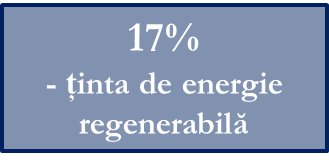 17%
- ținta de energie
regenerabilă